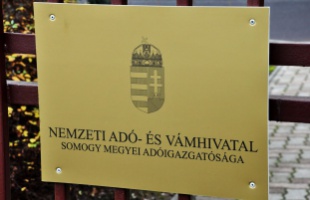 NEMZETI ADÓ- ÉS VÁMHIVATAL
SOMOGY MEGYEI ADÓIGAZGATÓSÁGA